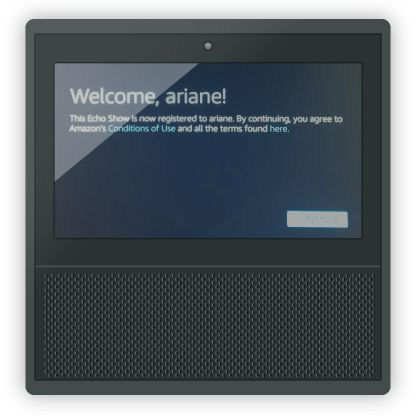 Welcome, ariane!
This Echo Show is now registered to ariane. By continuing, you agree to
Amazon's Conditions of Use and all the terms found here.